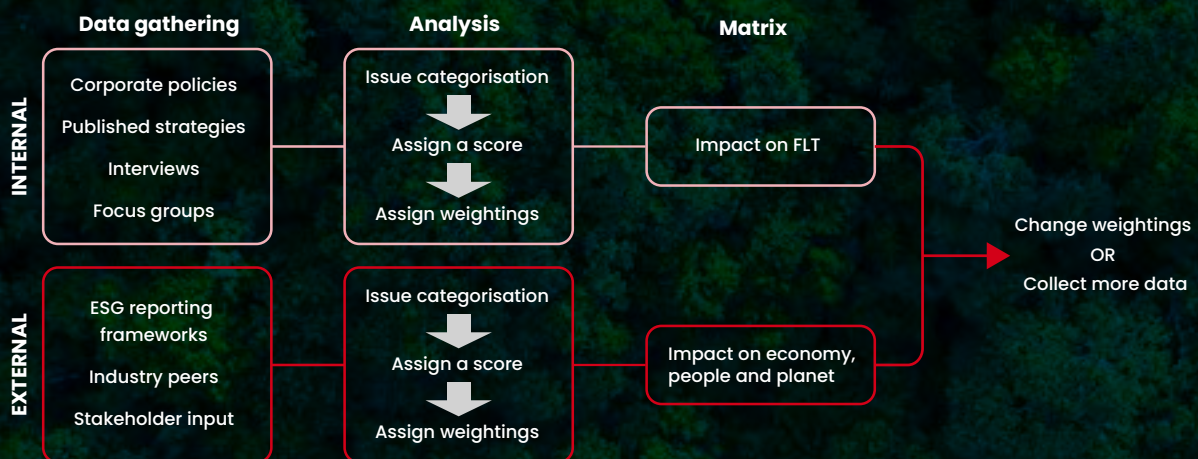 Data gathering
Analysis
Matrix
INTERNAL
Corporate policies
Published strategies
Interviews
Focus groups
Issue categorisation
Assign a score
Assign weightings
Impact on FLT
EXTERNAL
ESG reporting
frameworks
Industry peers
Stakeholder input
Issue categorisation
Assign a score
Assign weightings
Impact on economy,
people and planet
Change weightings
OR
Collect more data